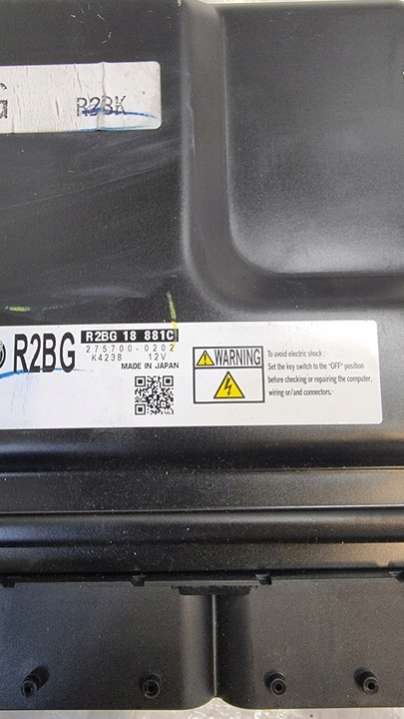 R2BK
R2BG
R2BG 18 881C
275700-0202
K4238 12V
MADE IN JAPAN
WARNING
To avoid electric shock :
Set the key switch to the "OFF" position
before checking or repairing the computer,
wiring or/and connectors.